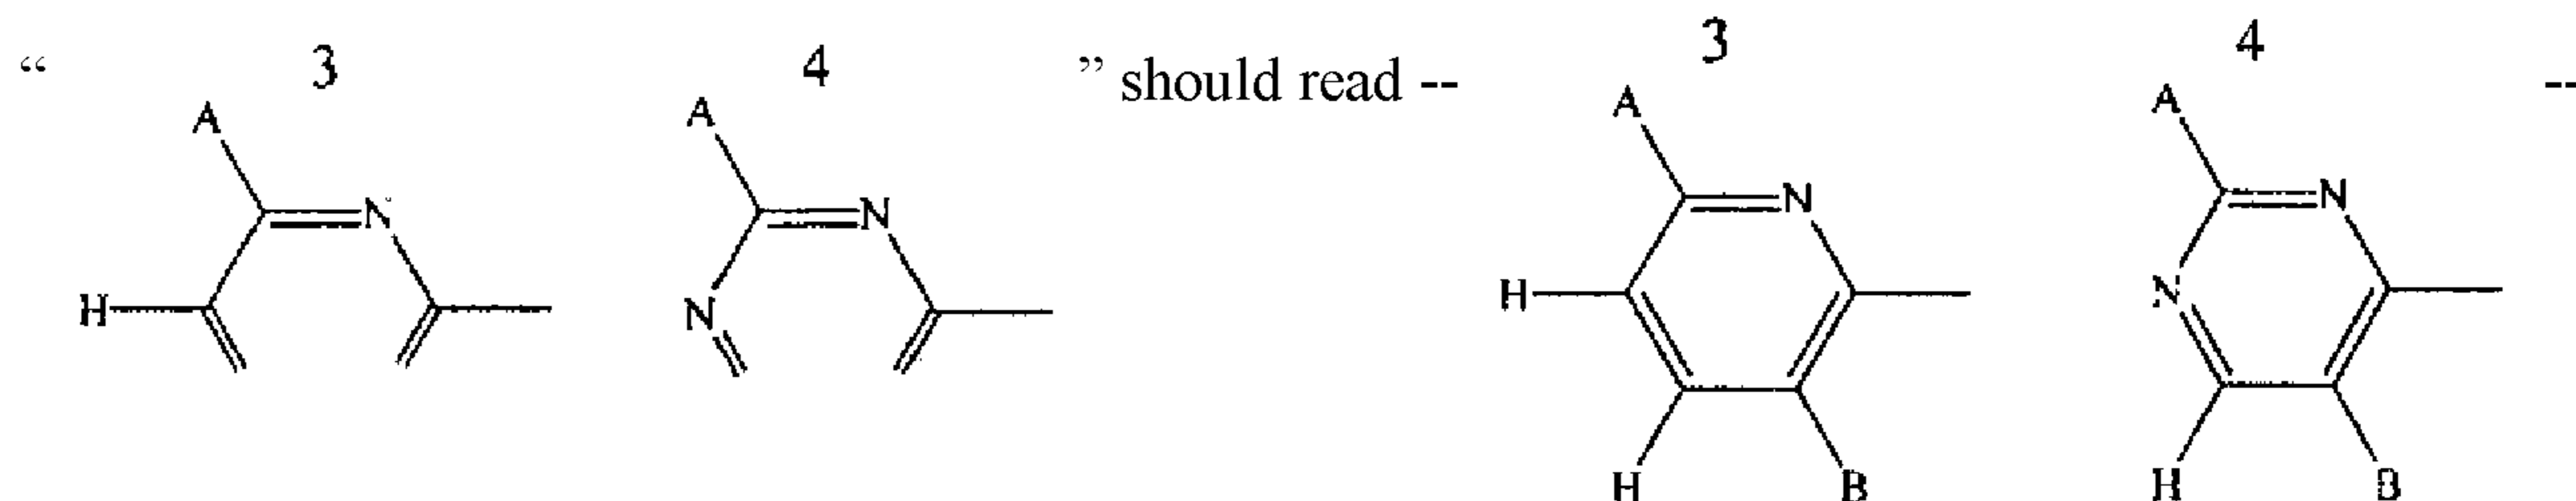 “ 3 4 ” should read -- 3 4 --
A A A A
N N N N
H N H N
H B H B